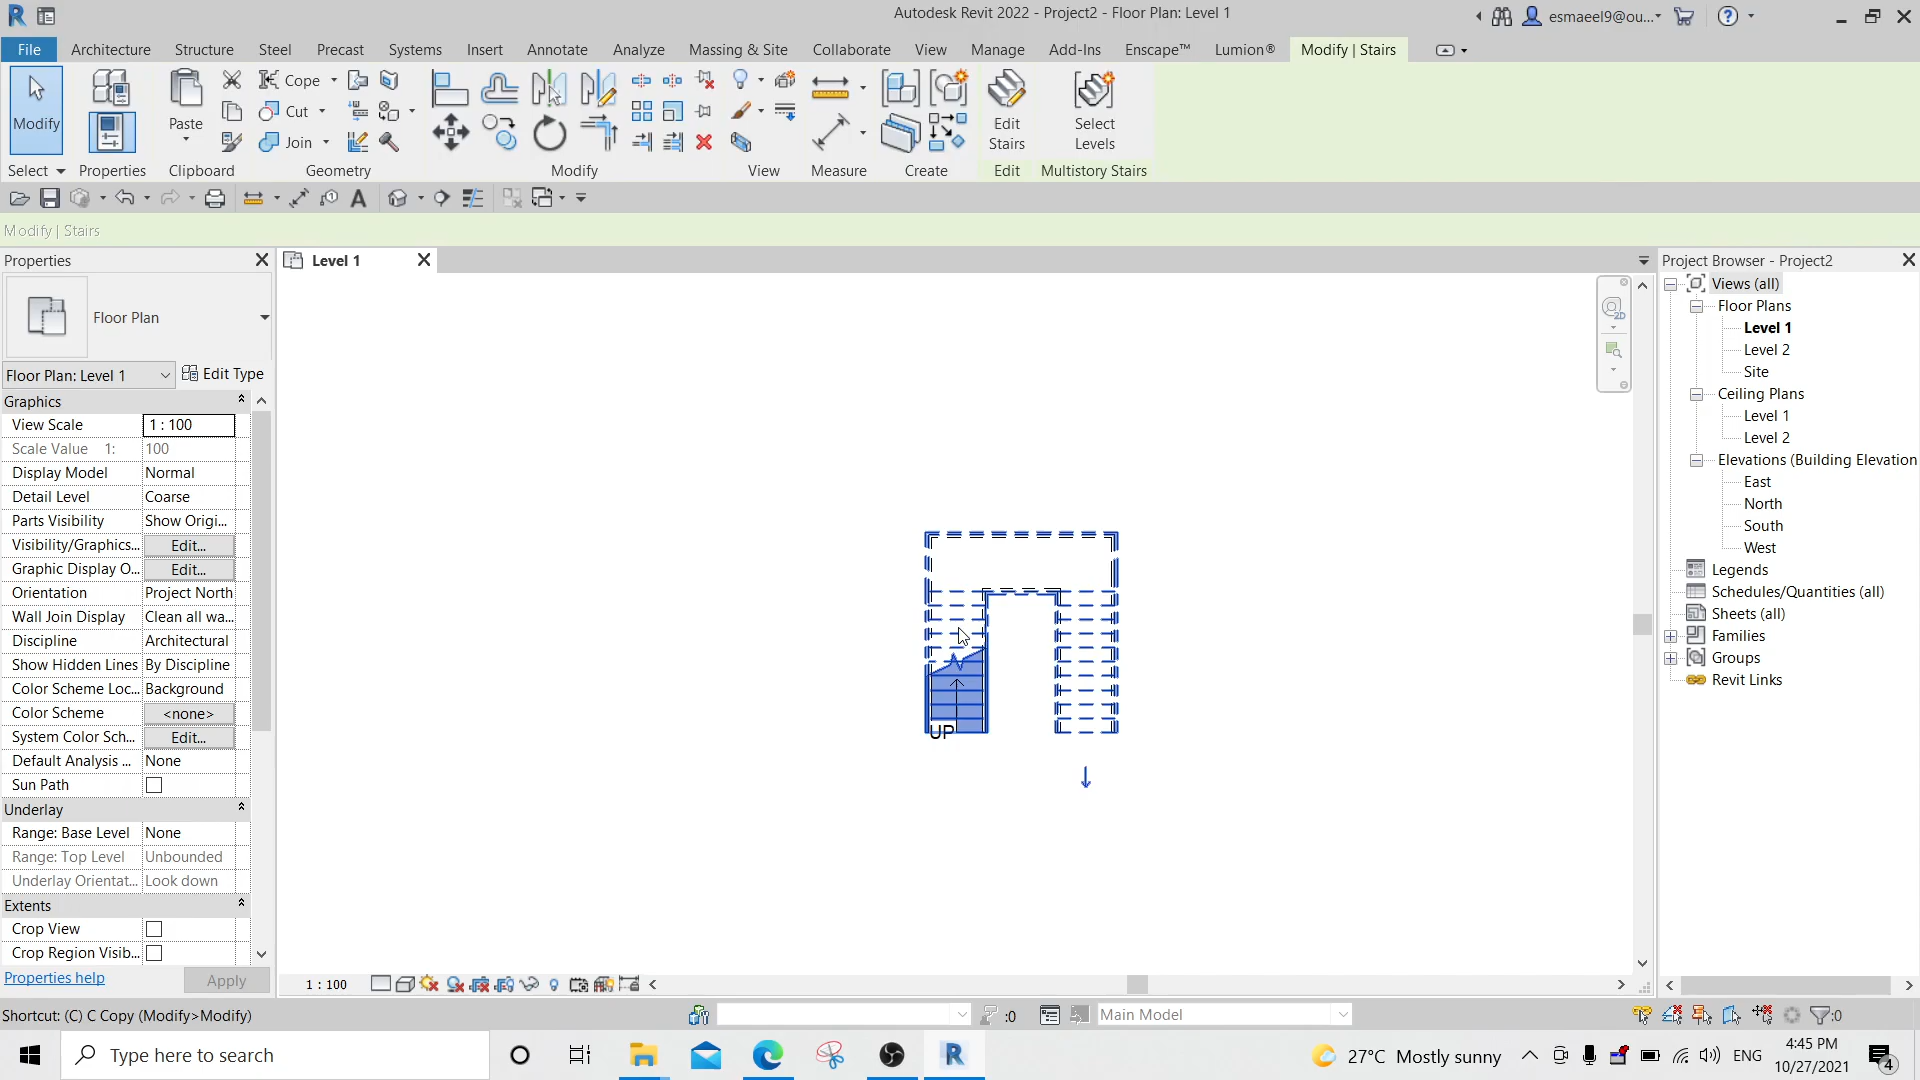 Autodesk Revit 2022 - Project2 - Floor Plan: Level 1
esmaeel9@ou...
File Architecture Structure Steel Precast Systems Insert Annotate Analyze Massing & Site Collaborate View Manage Add-Ins Enscape™ Lumion® Modify | Stairs
Modify
Paste
Cope
Cut
Join
Edit
Stairs
Select
Levels
Select Properties Clipboard Geometry Modify View Measure Create Edit Multistory Stairs
Modify | Stairs
Properties
Floor Plan
Floor Plan: Level 1 Edit Type
Graphics
View Scale 1 : 100
Scale Value 1: 100
Display Model Normal
Detail Level Coarse
Parts Visibility Show Origi...
Visibility/Graphics... Edit...
Graphic Display O... Edit...
Orientation Project North
Wall Join Display Clean all wa...
Discipline Architectural
Show Hidden Lines By Discipline
Color Scheme Loc... Background
Color Scheme <none>
System Color Sch... Edit...
Default Analysis ... None
Sun Path
Underlay
Range: Base Level None
Range: Top Level Unbounded
Underlay Orientat... Look down
Extents
Crop View
Crop Region Visib...
Properties help Apply
Level 1
2D
UP
1 : 100
Project Browser - Project2
Views (all)
Floor Plans
Level 1
Level 2
Site
Ceiling Plans
Level 1
Level 2
Elevations (Building Elevation
East
North
South
West
Legends
Schedules/Quantities (all)
Sheets (all)
Families
Groups
Revit Links
Shortcut: (C) C Copy (Modify>Modify)
:0
Main Model
:0
Type here to search
27°C Mostly sunny
ENG
4:45 PM
10/27/2021
4